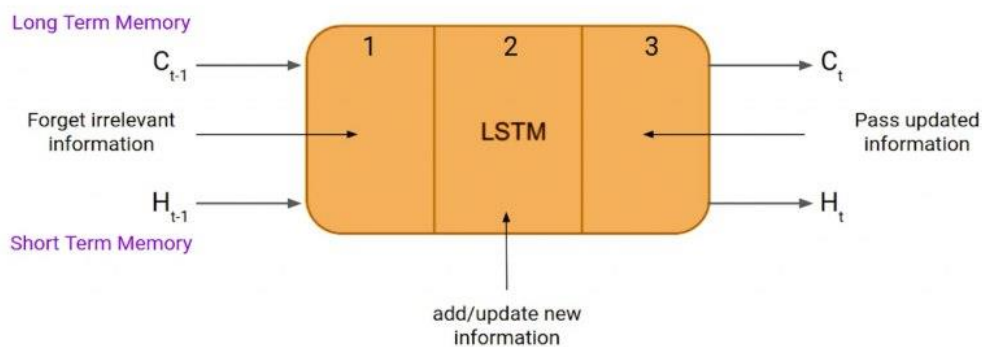 Long Term Memory
1 2 3
C t-1
C t
Forget irrelevant
information
LSTM
Pass updated
information
H t-1
H t
Short Term Memory
add/update new
information